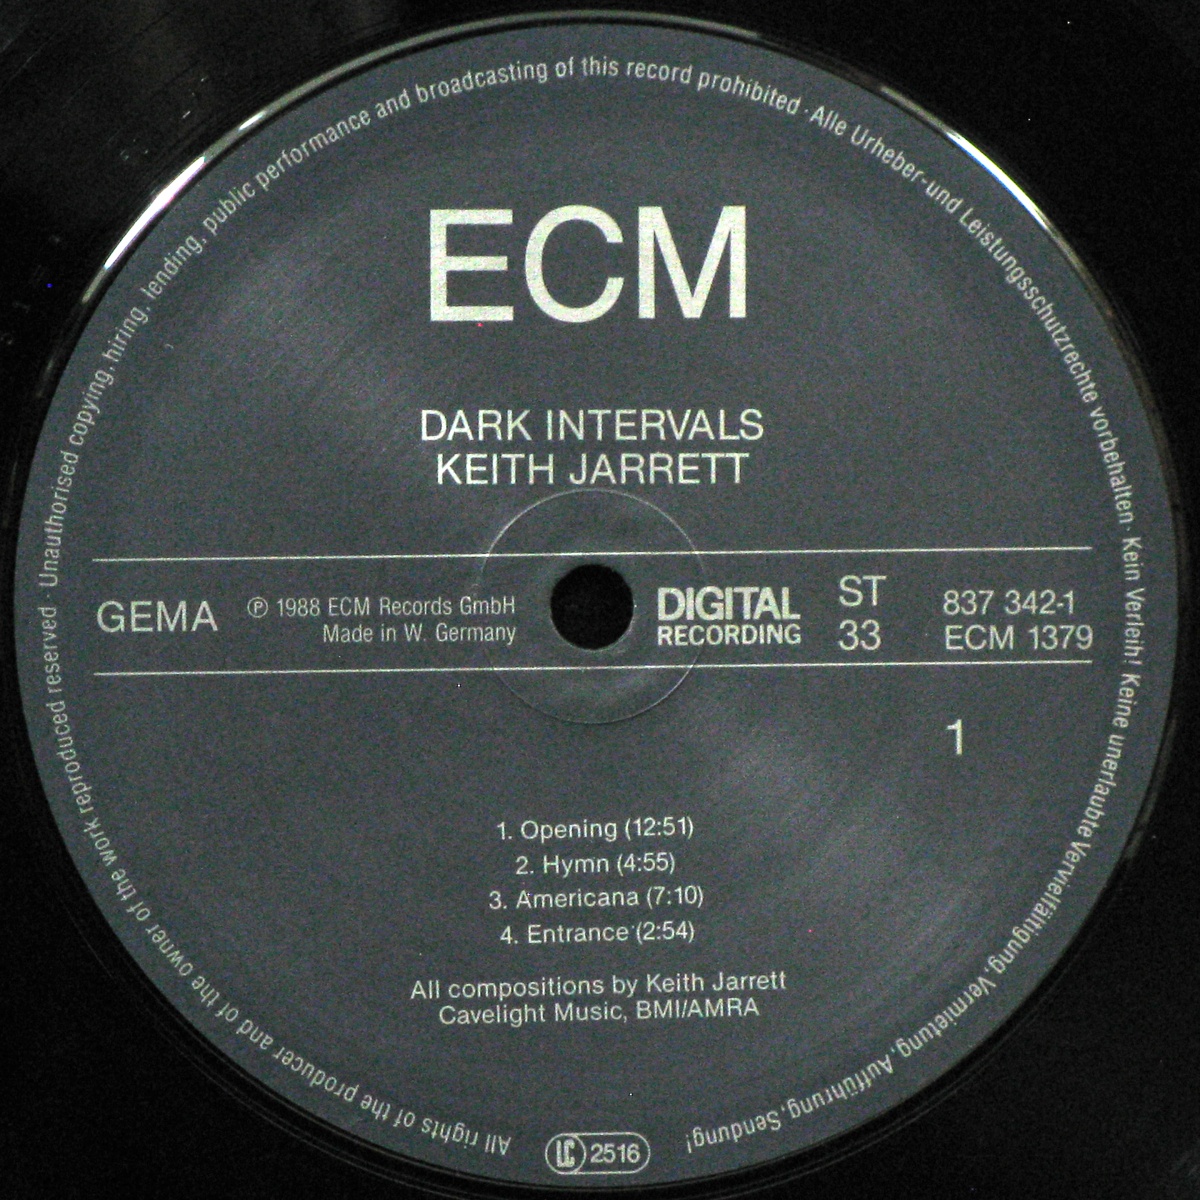 All rights of the producer and of the owner of the work reproduced reserved · Unauthorised copying, hiring, lending, public performance and broadcasting of this record prohibited · Alle Urheber- und Leistungsschutzrechte vorbehalten · Kein Verleih! Keine unerlaubte Vervielfältigung, Vermietung, Aufführung, Sendung!
ECM
DARK INTERVALS
KEITH JARRETT
GEMA
℗ 1988 ECM Records GmbH
Made in W. Germany
DIGITAL
RECORDING
ST
33
837 342-1
ECM 1379
1
1. Opening (12:51)
2. Hymn (4:55)
3. Americana (7:10)
4. Entrance (2:54)
All compositions by Keith Jarrett
Cavelight Music, BMI/AMRA
LC 2516